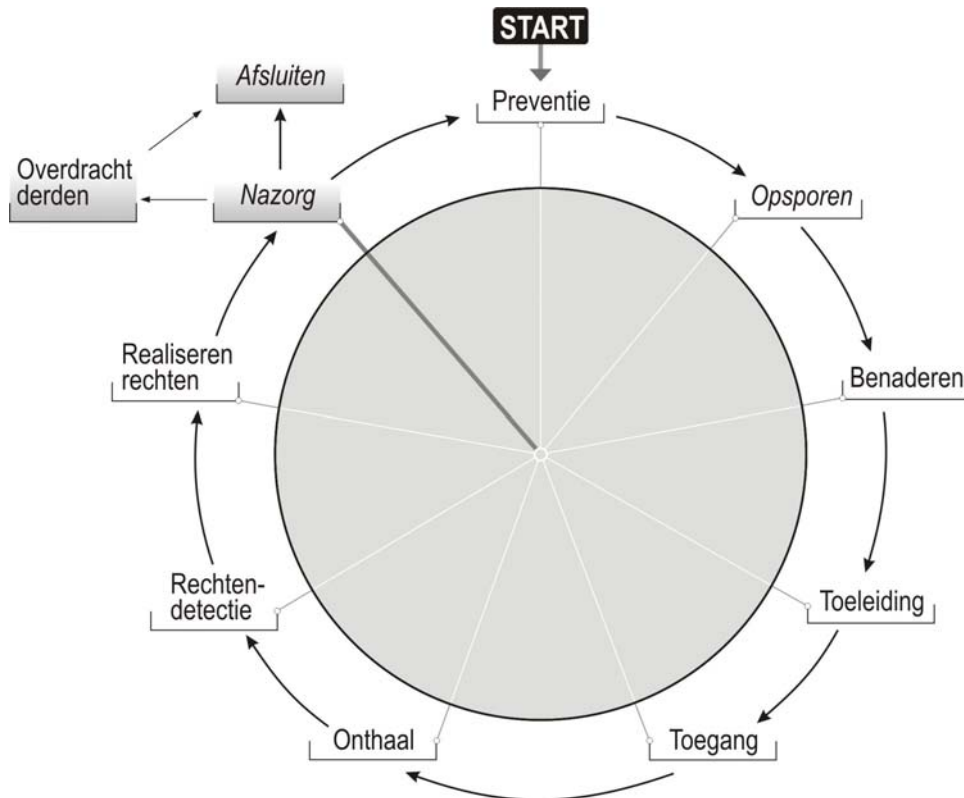 START
Preventie
Opsporen
Benaderen
Toeleiding
Toegang
Onthaal
Rechten-
detectie
Realiseren
rechten
Nazorg
Overdracht
derden
Afsluiten